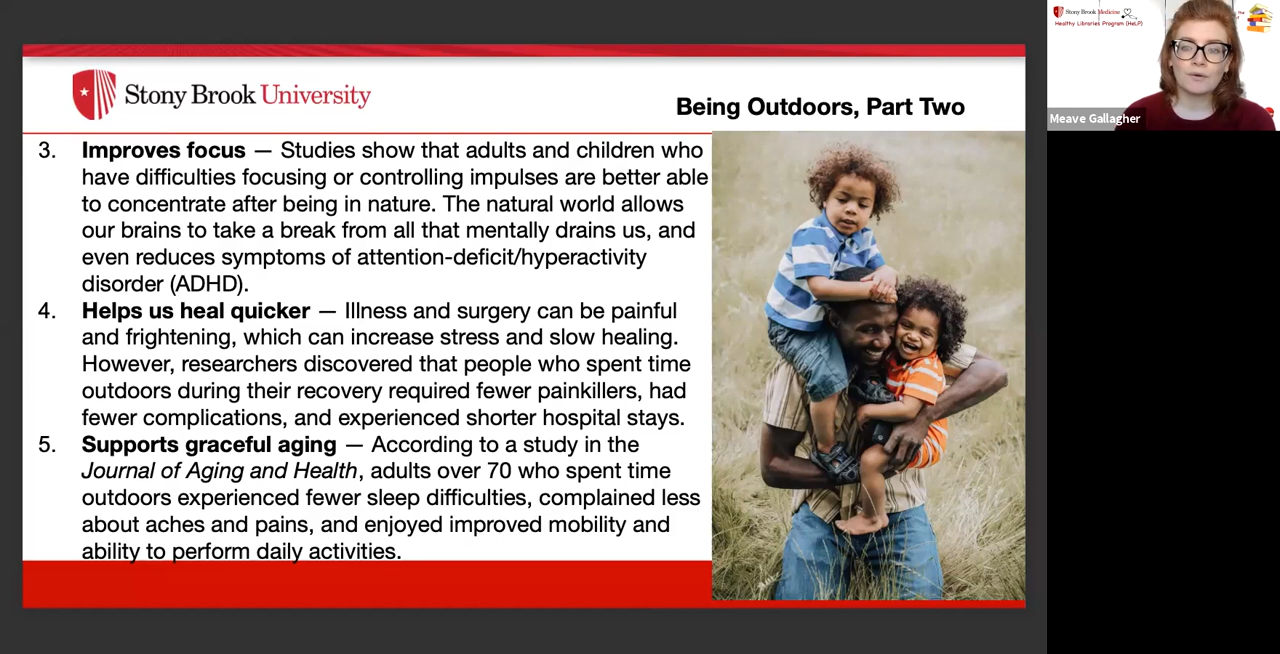 Stony Brook University
Being Outdoors, Part Two
3. Improves focus — Studies show that adults and children who
have difficulties focusing or controlling impulses are better able
to concentrate after being in nature. The natural world allows
our brains to take a break from all that mentally drains us, and
even reduces symptoms of attention-deficit/hyperactivity
disorder (ADHD).
4. Helps us heal quicker — Illness and surgery can be painful
and frightening, which can increase stress and slow healing.
However, researchers discovered that people who spent time
outdoors during their recovery required fewer painkillers, had
fewer complications, and experienced shorter hospital stays.
5. Supports graceful aging — According to a study in the
Journal of Aging and Health, adults over 70 who spent time
outdoors experienced fewer sleep difficulties, complained less
about aches and pains, and enjoyed improved mobility and
ability to perform daily activities.
Stony Brook Medicine
Healthy Libraries Program (HeLP)
Meave Gallagher